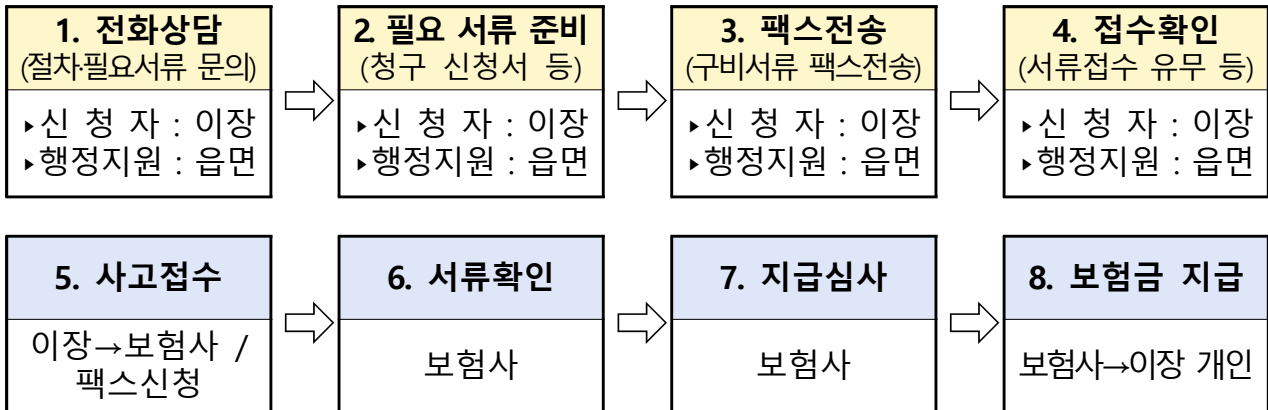 1. 전화상담
(절차·필요서류 문의)
▸신 청 자 : 이장
▸행정지원 : 읍면
2. 필요 서류 준비
(청구 신청서 등)
▸신 청 자 : 이장
▸행정지원 : 읍면
3. 팩스전송
(구비서류 팩스전송)
▸신 청 자 : 이장
▸행정지원 : 읍면
4. 접수확인
(서류접수 유무 등)
▸신 청 자 : 이장
▸행정지원 : 읍면
5. 사고접수
이장→보험사 /
팩스신청
6. 서류확인
보험사
7. 지급심사
보험사
8. 보험금 지급
보험사→이장 개인